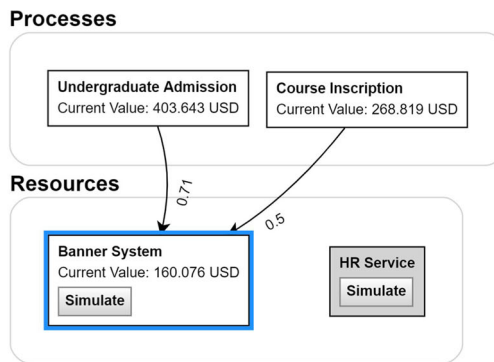 Processes
Undergraduate Admission
Current Value: 403.643 USD
Course Inscription
Current Value: 268.819 USD
0.71
0.5
Resources
Banner System
Current Value: 160.076 USD
Simulate
HR Service
Simulate